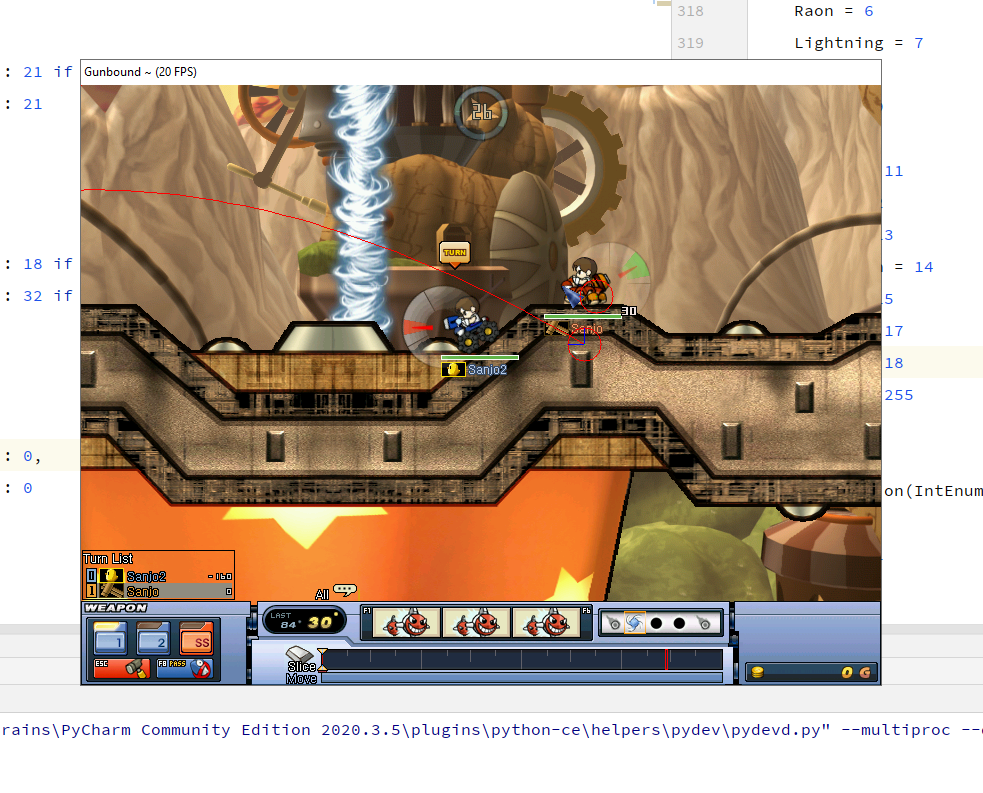 318 Raon = 6
319 Lightning = 7
: 21 if
Gunbound ~ (20 FPS)
: 21
26
11
3
TURN
: 18 if
= 14
: 32 if
5
30
Sanjo
17
Sanjo2
18
255
: 0,
: 0
on(IntEnum
Turn List
0 Sanjo2 -160
1 Sanjo 0
All
WEAPON
LAST 84° 30°
F1
F6
1 2 SS
ESC
F8 PASS
Slice
Move
0 G
rains\PyCharm Community Edition 2020.3.5\plugins\python-ce\helpers\pydev\pydevd.py" --multiproc --